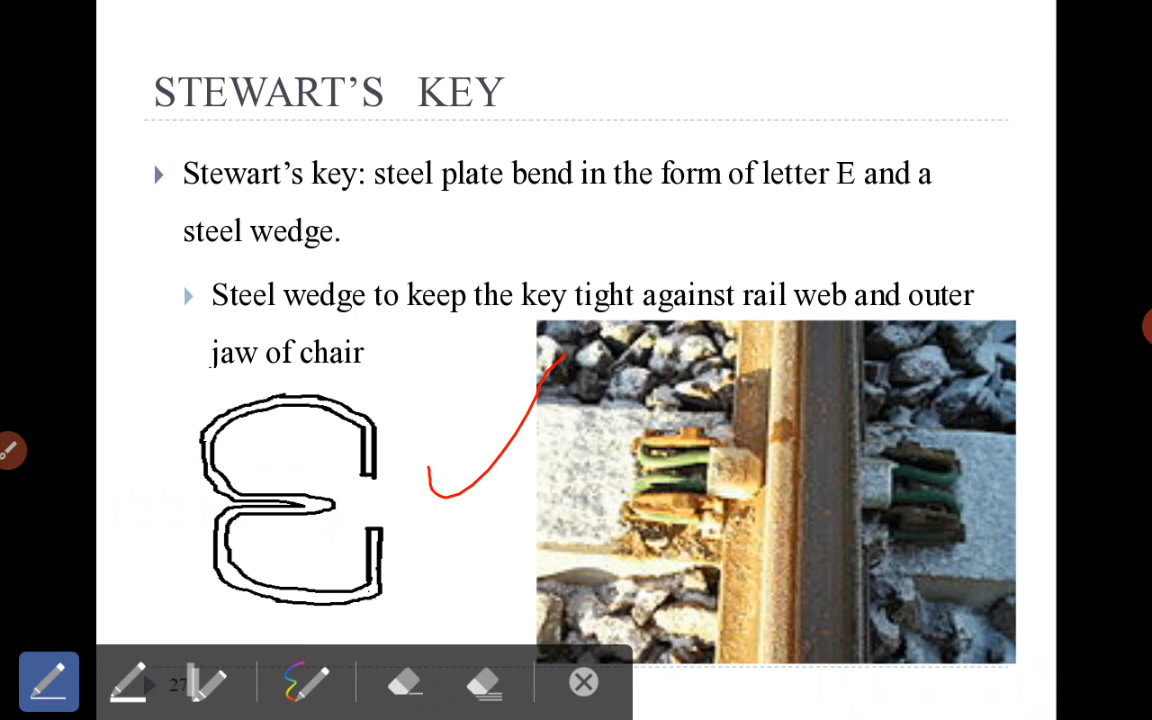 STEWART’S KEY
Stewart’s key: steel plate bend in the form of letter E and a
steel wedge.
Steel wedge to keep the key tight against rail web and outer
jaw of chair
27